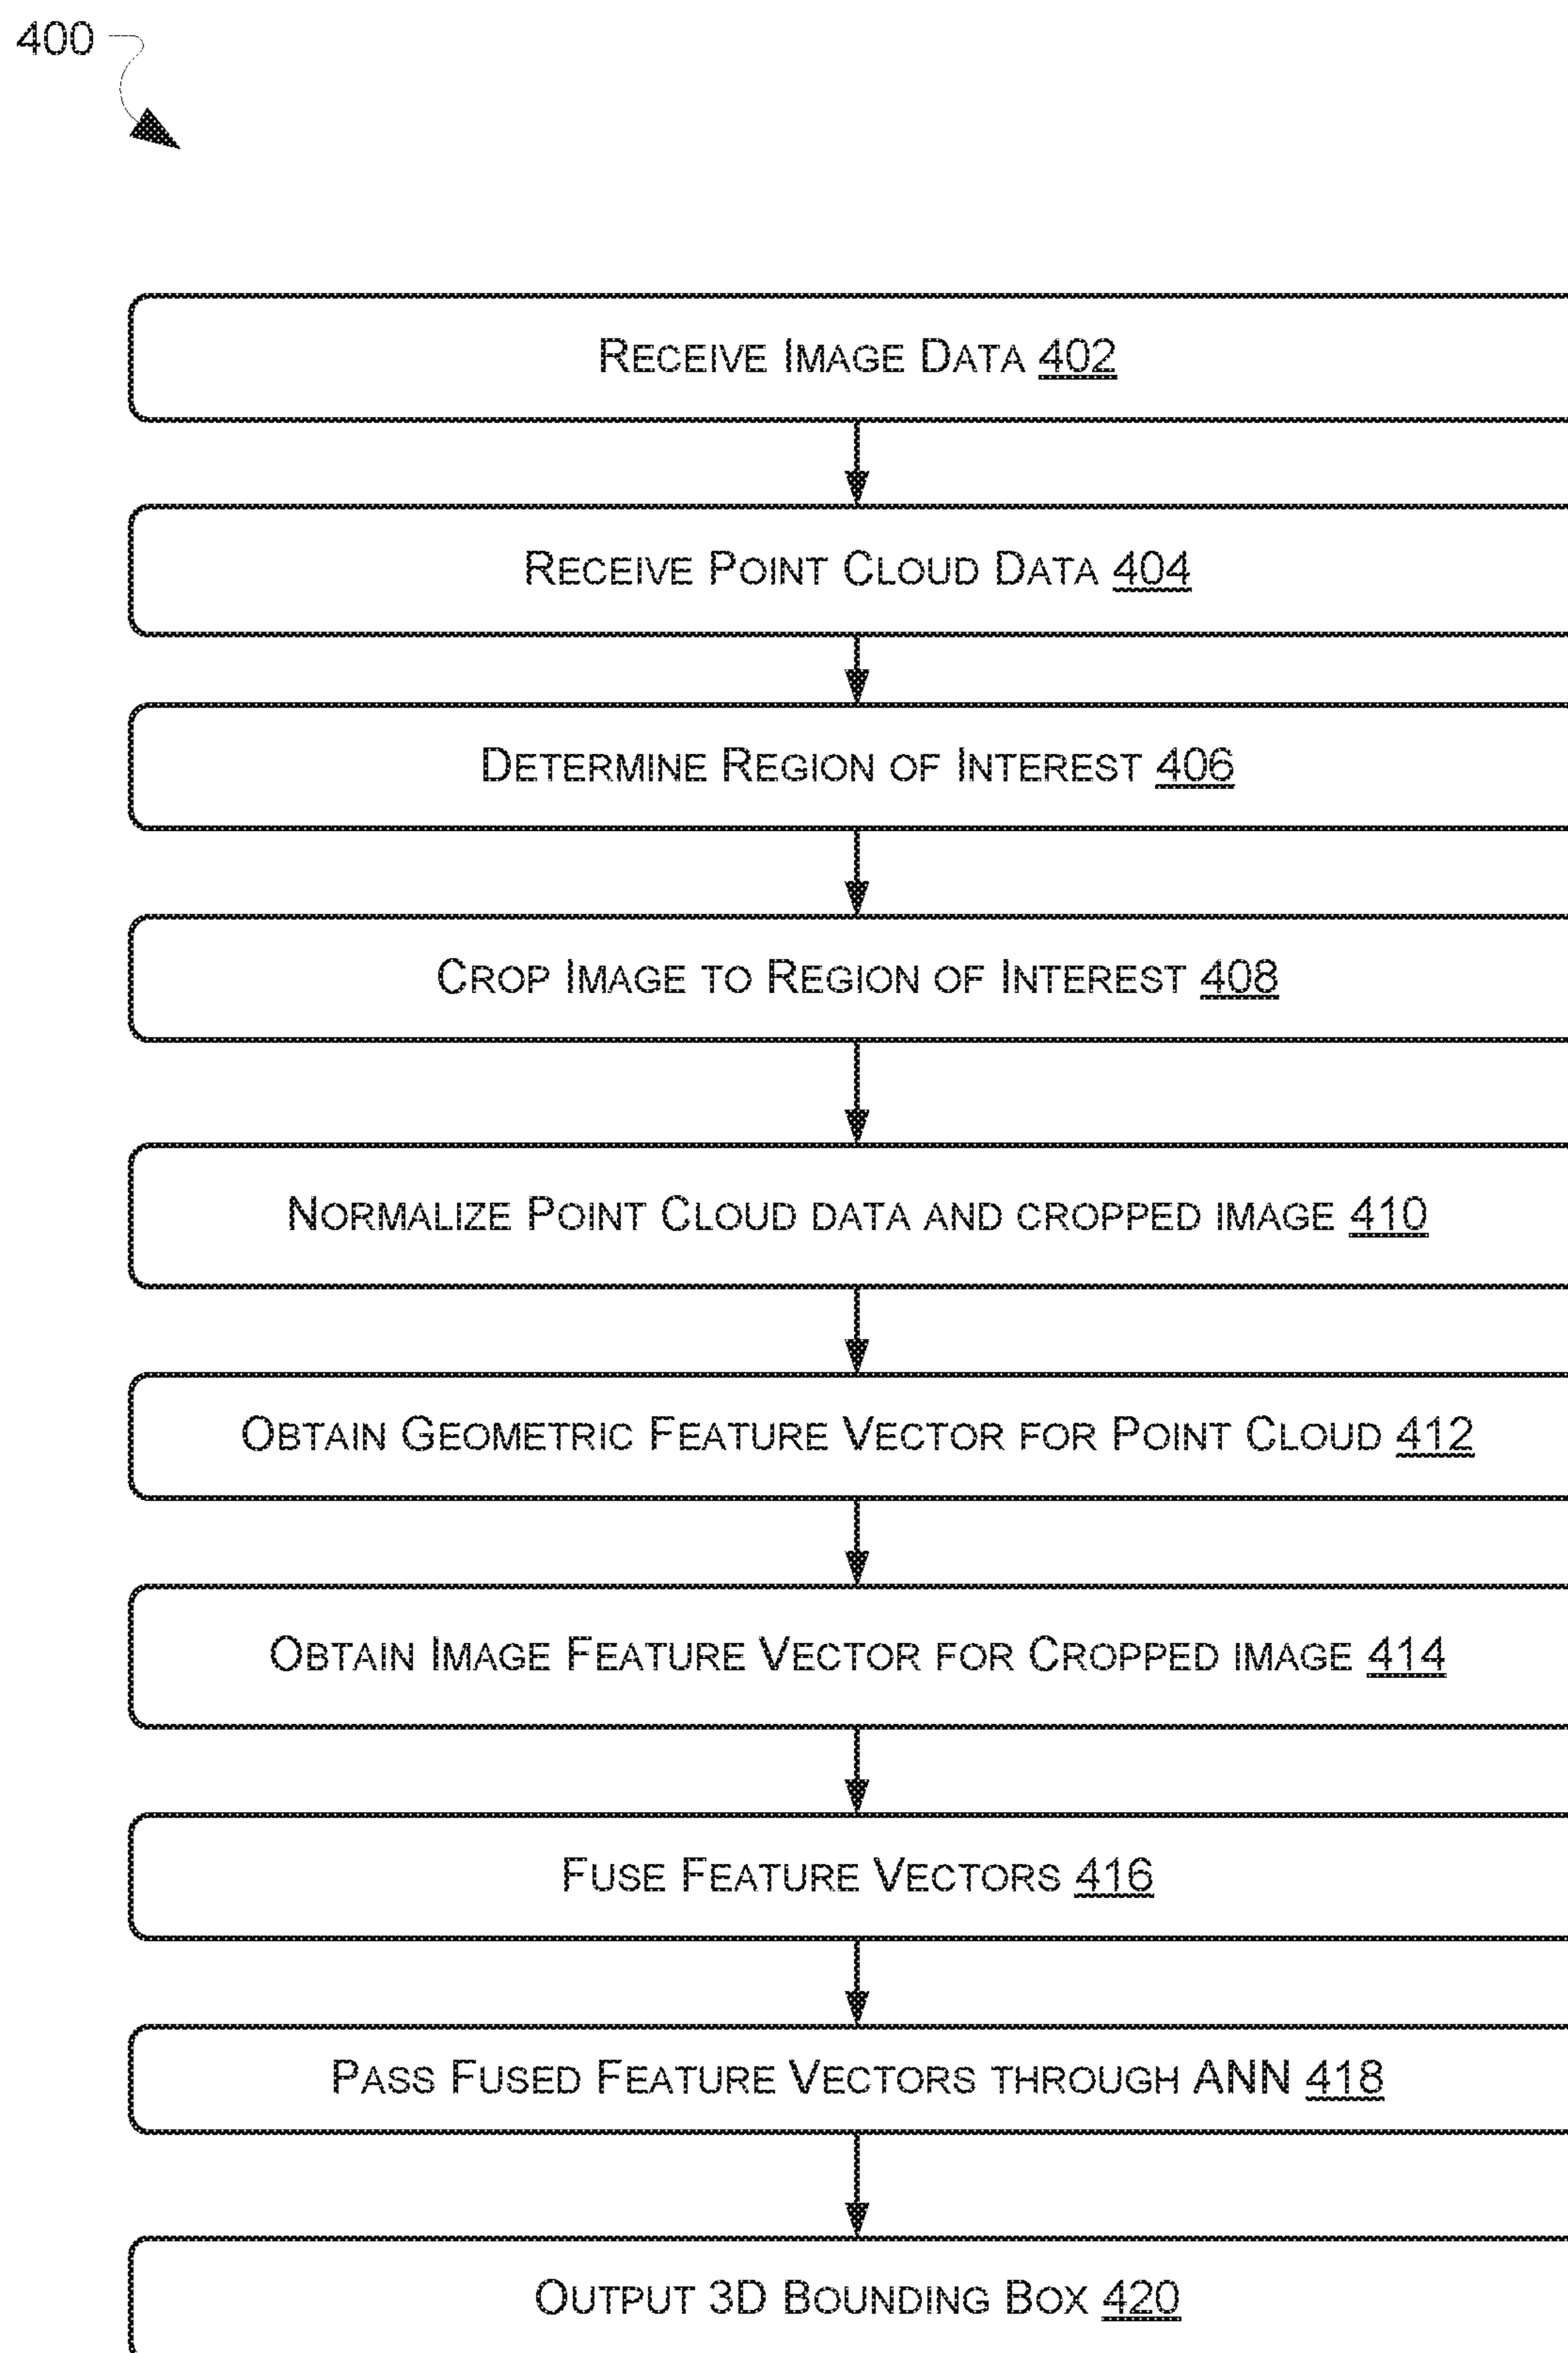 400
RECEIVE IMAGE DATA 402
RECEIVE POINT CLOUD DATA 404
DETERMINE REGION OF INTEREST 406
CROP IMAGE TO REGION OF INTEREST 408
NORMALIZE POINT CLOUD DATA AND CROPPED IMAGE 410
OBTAIN GEOMETRIC FEATURE VECTOR FOR POINT CLOUD 412
OBTAIN IMAGE FEATURE VECTOR FOR CROPPED IMAGE 414
FUSE FEATURE VECTORS 416
PASS FUSED FEATURE VECTORS THROUGH ANN 418
OUTPUT 3D BOUNDING BOX 420